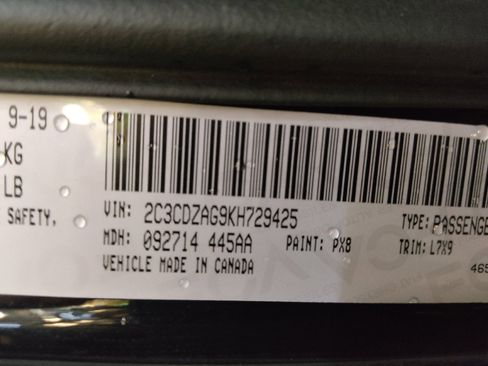 9-19
KG
LB
SAFETY,
VIN: 2C3CDZAG9KH729425 TYPE: PASSENGE
MDH: 092714 445AA PAINT: PX8 TRIM: L7X9
VEHICLE MADE IN CANADA 465